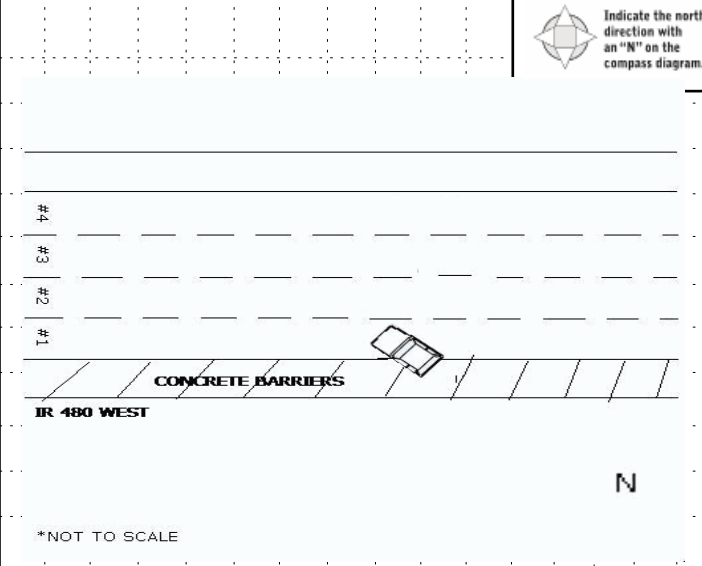 Indicate the north
direction with
an "N" on the
compass diagram.
#4
#3
#2
#1
CONCRETE BARRIERS
IR 480 WEST
N
*NOT TO SCALE